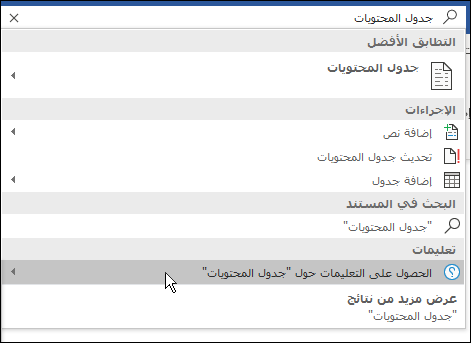 جدول المحتويات
التطابق الأفضل
جدول المحتويات
الإجراءات
إضافة نص
تحديث جدول المحتويات
إضافة جدول
البحث في المستند
"جدول المحتويات"
تعليمات
الحصول على التعليمات حول "جدول المحتويات"
عرض مزيد من نتائج
"جدول المحتويات"